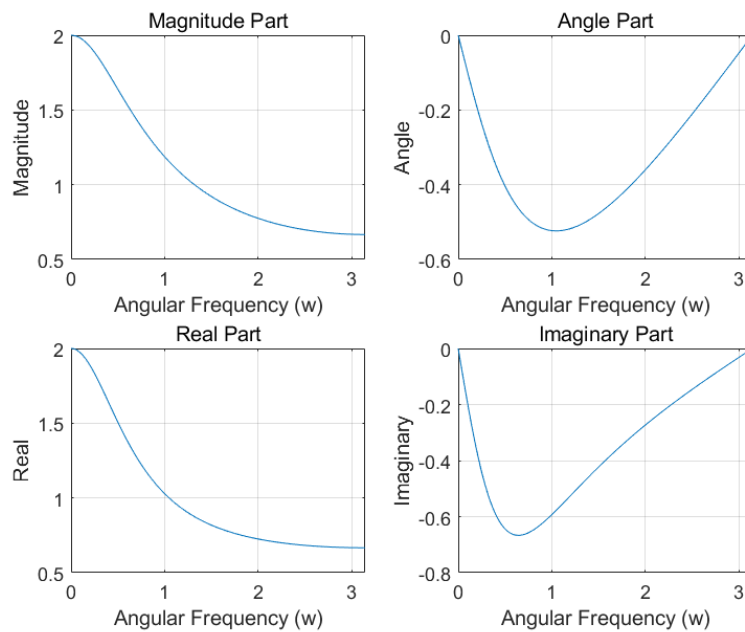 Magnitude Part
2
1.5
1
0.5
Magnitude
0 1 2 3
Angular Frequency (w)
Angle Part
0
-0.2
-0.4
-0.6
Angle
0 1 2 3
Angular Frequency (w)
Real Part
2
1.5
1
0.5
Real
0 1 2 3
Angular Frequency (w)
Imaginary Part
0
-0.2
-0.4
-0.6
-0.8
Imaginary
0 1 2 3
Angular Frequency (w)